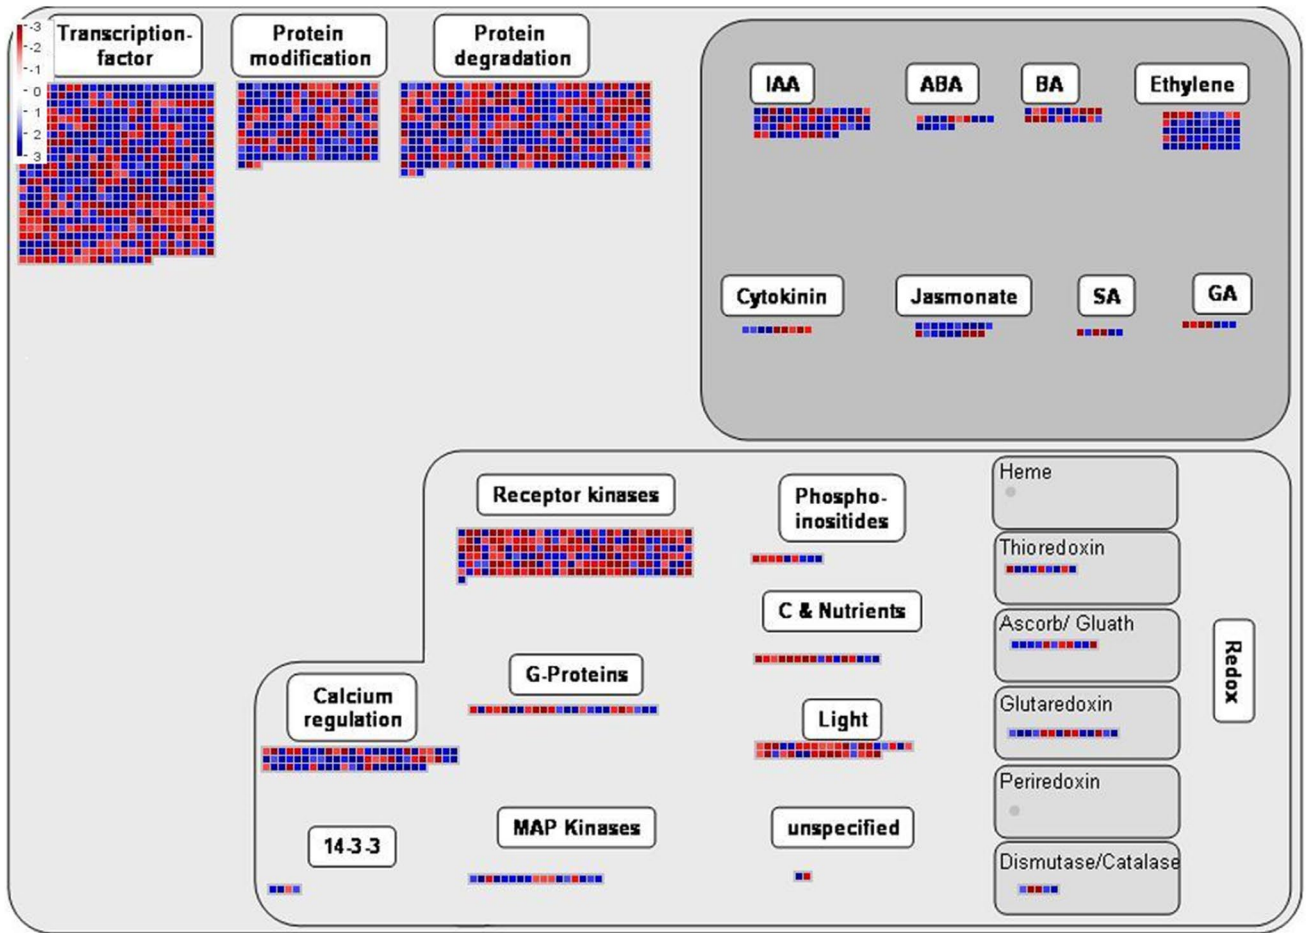 -3
-2
-1
0
1
2
3
Transcription-
factor
Protein
modification
Protein
degradation
IAA
ABA
BA
Ethylene
Cytokinin
Jasmonate
SA
GA
Receptor kinases
Phospho-
inositides
C & Nutrients
G-Proteins
Calcium
regulation
Light
MAP Kinases
unspecified
14-3-3
Heme
Thioredoxin
Ascorb/ Gluath
Glutaredoxin
Periredoxin
Dismutase/Catalase
Redox